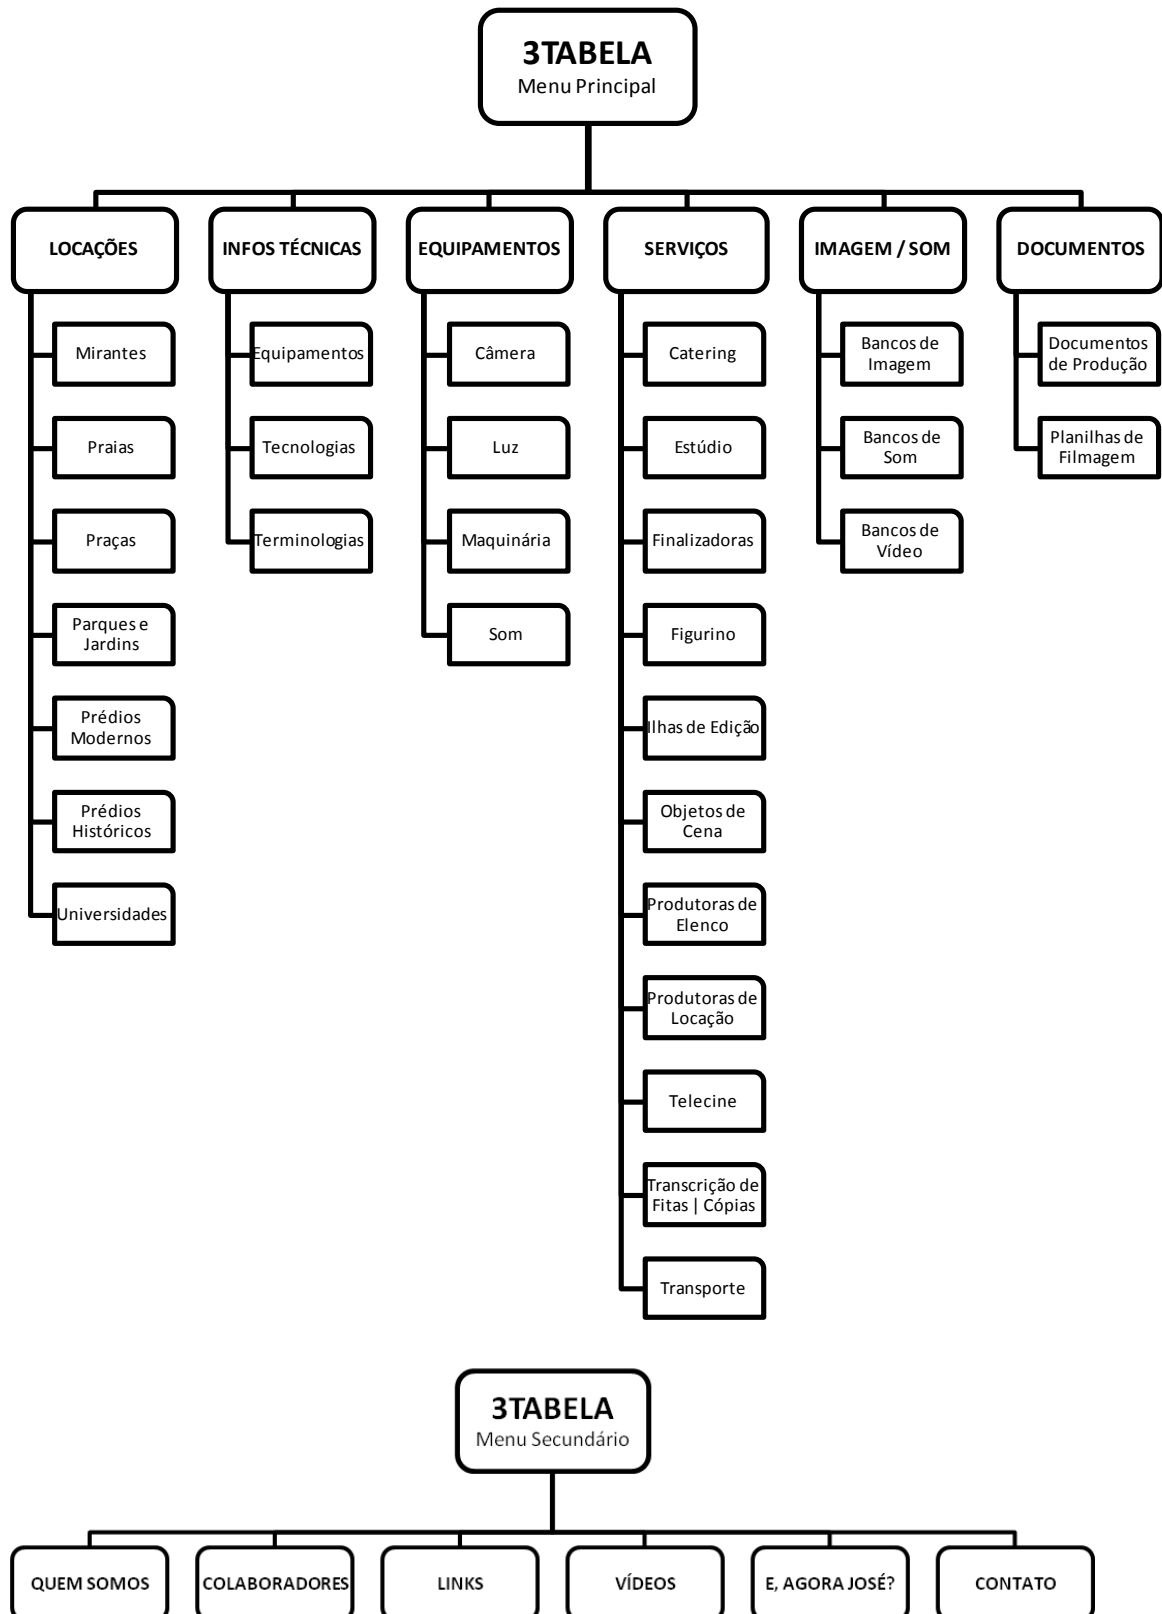 3TABELA
Menu Principal
LOCAÇÕES
Mirantes
Praias
Praças
Parques e
Jardins
Prédios
Modernos
Prédios
Históricos
Universidades
INFOS TÉCNICAS
Equipamentos
Tecnologias
Terminologias
EQUIPAMENTOS
Câmera
Luz
Maquinária
Som
SERVIÇOS
Catering
Estúdio
Finalizadoras
Figurino
Ilhas de Edição
Objetos de
Cena
Produtoras de
Elenco
Produtoras de
Locação
Telecine
Transcrição de
Fitas | Cópias
Transporte
IMAGEM / SOM
Bancos de
Imagem
Bancos de
Som
Bancos de
Vídeo
DOCUMENTOS
Documentos
de Produção
Planilhas de
Filmagem
3TABELA
Menu Secundário
QUEM SOMOS
COLABORADORES
LINKS
VÍDEOS
E, AGORA JOSÉ?
CONTATO